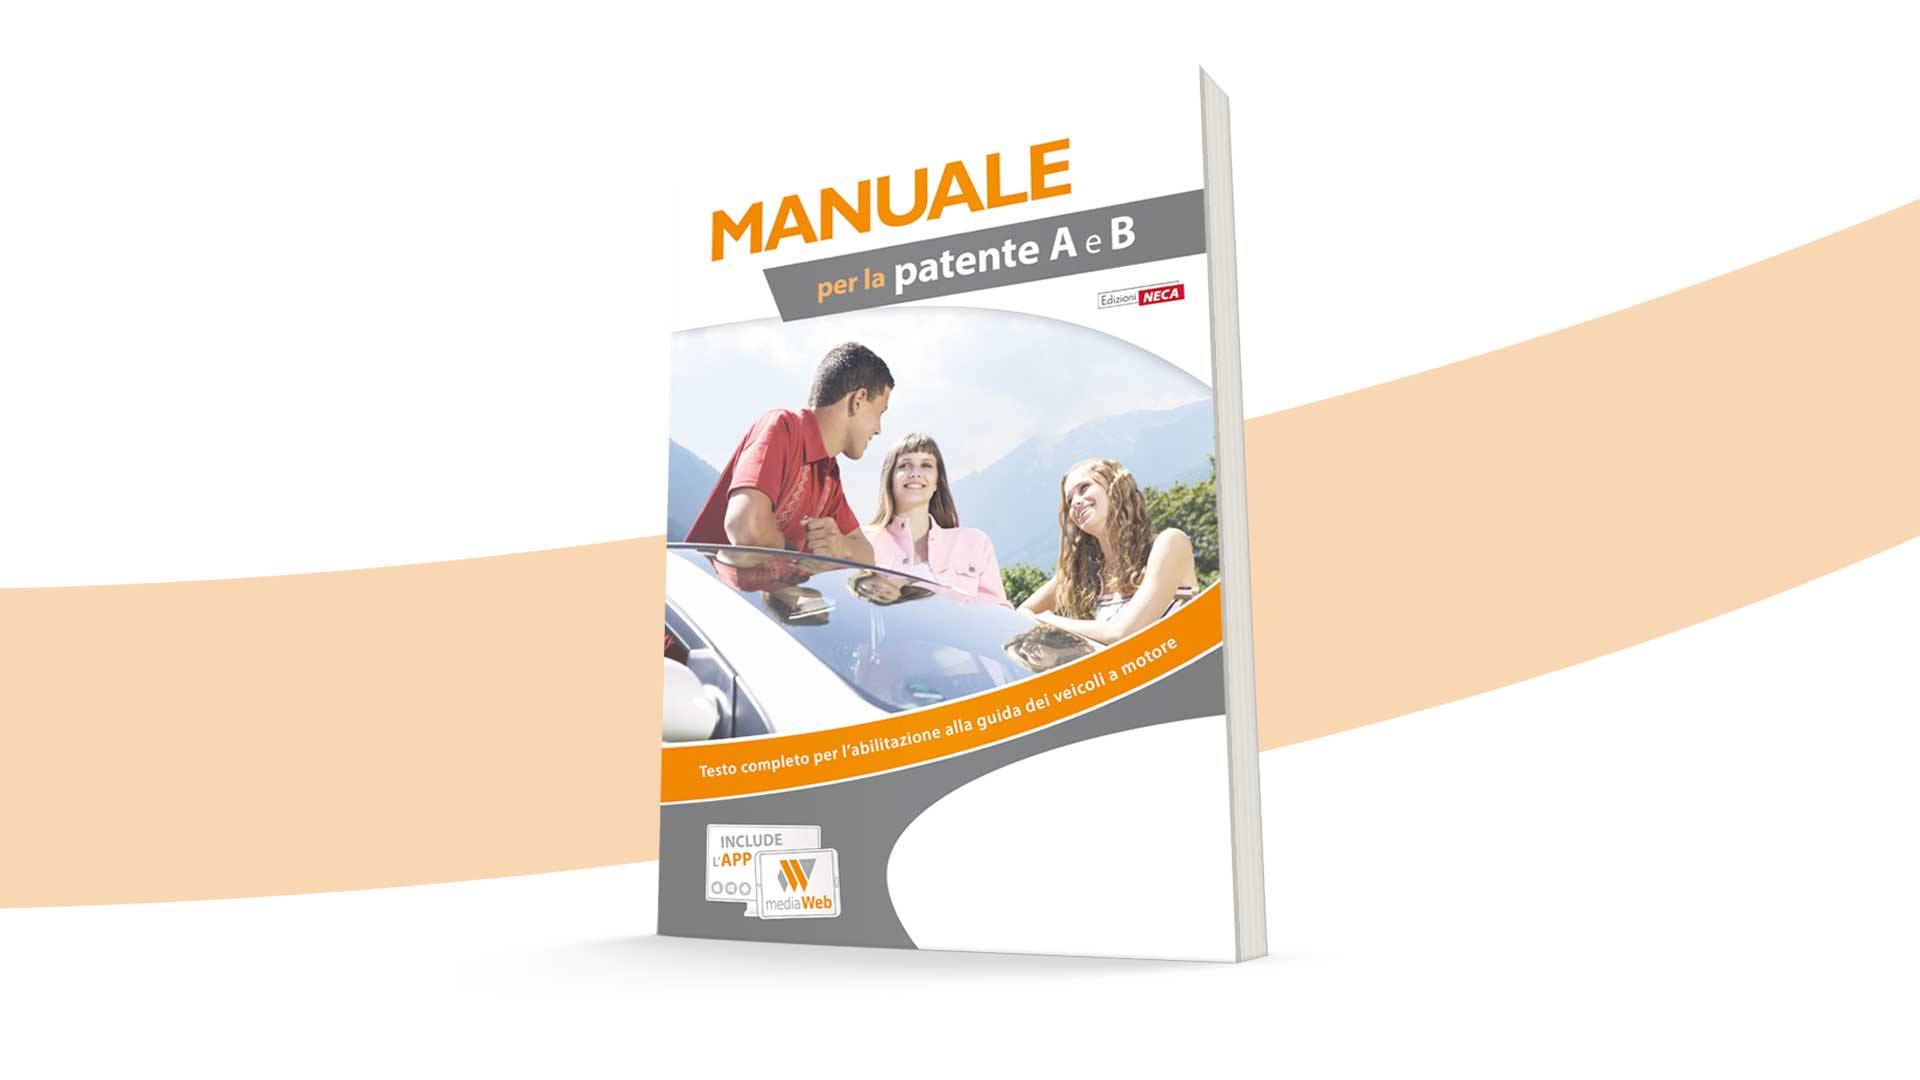 MANUALE
per la patente A e B
Edizioni NECA
Testo completo per l'abilitazione alla guida dei veicoli a motore
INCLUDE
L'APP
mediaWeb